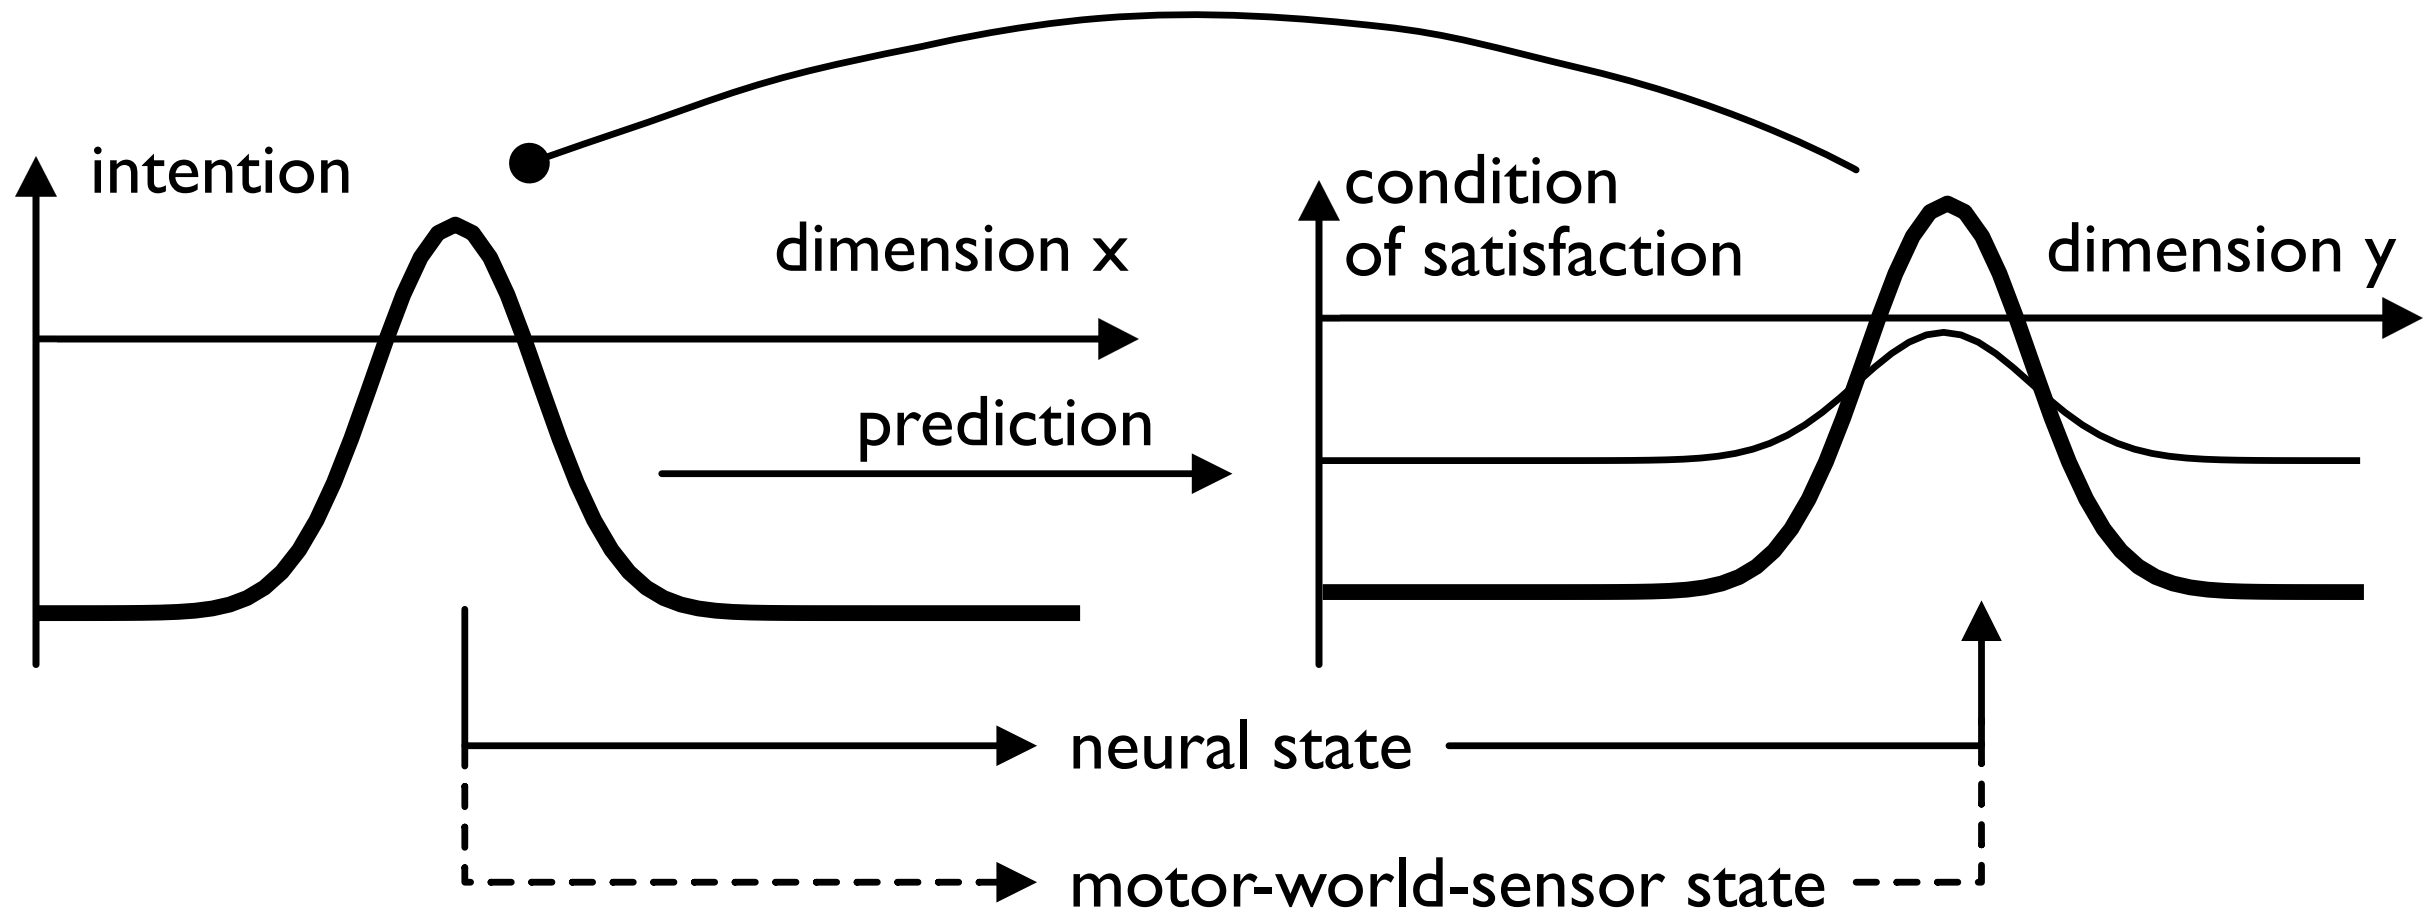 intention
dimension x
prediction
condition
of satisfaction
dimension y
neural state
motor-world-sensor state